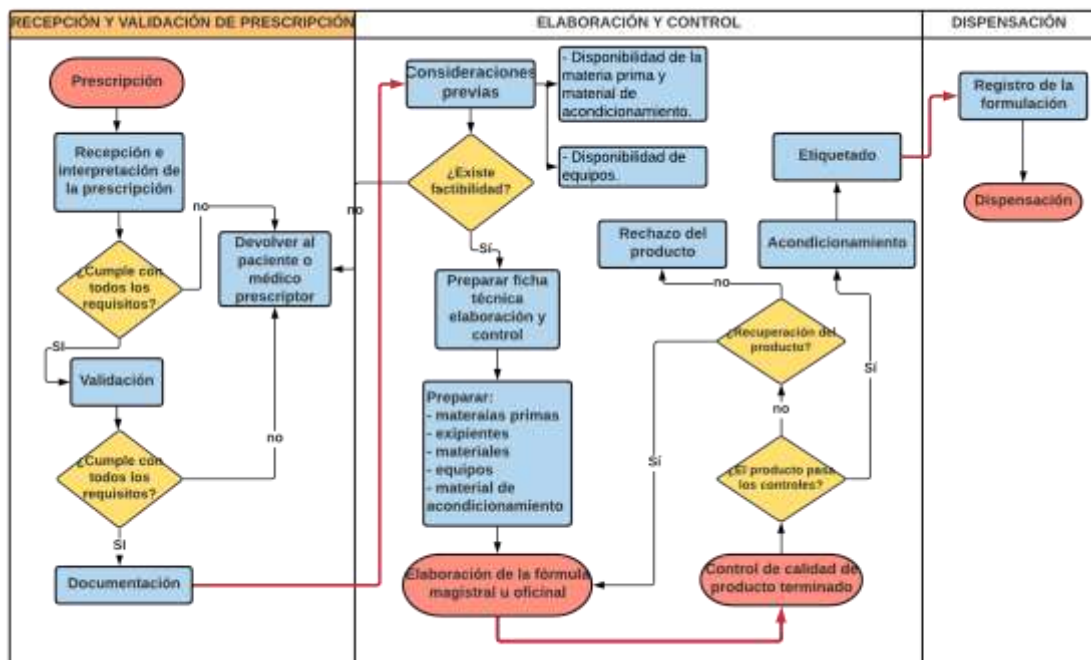 RECEPCIÓN Y VALIDACIÓN DE PRESCRIPCIÓN
ELABORACIÓN Y CONTROL
DISPENSACIÓN
Prescripción
Recepción e
interpretación de
la prescripción
no
¿Cumple con
todos los
requisitos?
Devolver al
paciente o
médico
prescriptor
SI
Validación
¿Cumple con
todos los
requisitos?
no
SI
Documentación
Consideraciones
previas
- Disponibilidad de la
materia prima y
material de
acondicionamiento.
- Disponibilidad de
equipos.
¿Existe
factibilidad?
no
Sí
Preparar ficha
técnica
elaboración y
control
Preparar:
- materaias primas
- exipientes
- materiales
- equipos
- material de
acondicionamiento
Elaboración de la fórmula
magistral u oficinal
Control de calidad de
producto terminado
¿El producto pasa
los controles?
no
Sí
¿Recuperación del
producto?
no
Sí
Rechazo del
producto
Acondicionamiento
Etiquetado
Registro de la
formulación
Dispensación